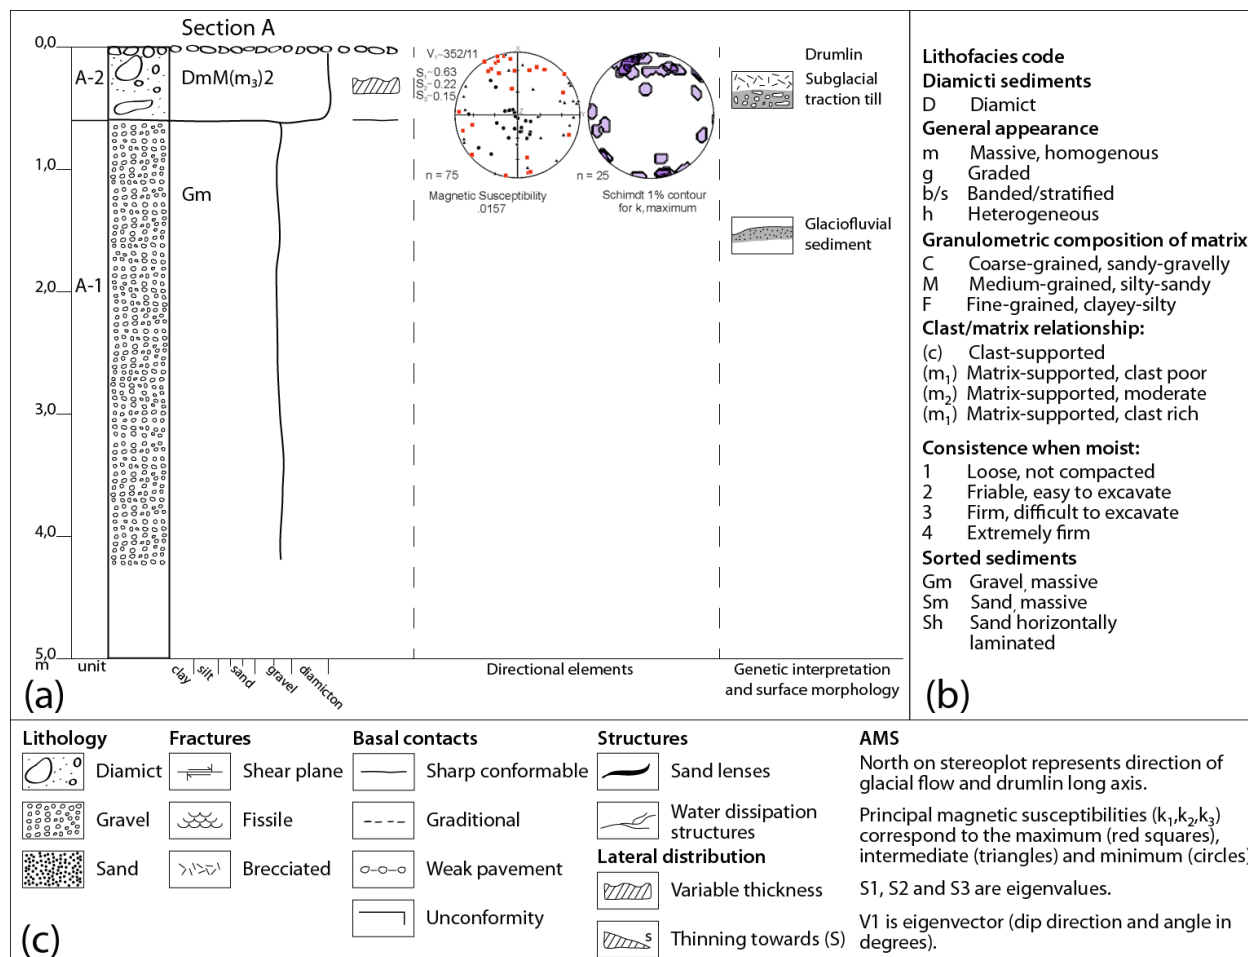 Section A
0,0
A-2
DmM(m3)2
1,0
Gm
A-1
2,0
3,0
4,0
5,0
m
unit
clay
silt
sand
gravel
diamicton
V1~352/11
S1~0.63
S2~0.22
S3~0.15
X
Y
Z
n = 75
Magnetic Susceptibility
.0157
n = 25
Schimdt 1% contour
for k1 maximum
Directional elements
Drumlin
Subglacial
traction till
Glaciofluvial
sediment
Genetic interpretation
and surface morphology
(a)
Lithofacies code
Diamicti sediments
D Diamict
General appearance
m Massive, homogenous
g Graded
b/s Banded/stratified
h Heterogeneous
Granulometric composition of matrix
C Coarse-grained, sandy-gravelly
M Medium-grained, silty-sandy
F Fine-grained, clayey-silty
Clast/matrix relationship:
(c) Clast-supported
(m1) Matrix-supported, clast poor
(m2) Matrix-supported, moderate
(m1) Matrix-supported, clast rich
Consistence when moist:
1 Loose, not compacted
2 Friable, easy to excavate
3 Firm, difficult to excavate
4 Extremely firm
Sorted sediments
Gm Gravel, massive
Sm Sand, massive
Sh Sand horizontally
laminated
(b)
Lithology
Diamict
Gravel
Sand
Fractures
Shear plane
Fissile
Brecciated
Basal contacts
Sharp conformable
Graditional
Weak pavement
Unconformity
Structures
Sand lenses
Water dissipation
structures
Lateral distribution
Variable thickness
S
Thinning towards (S)
AMS
North on stereoplot represents direction of
glacial flow and drumlin long axis.
Principal magnetic susceptibilities (k1,k2,k3)
correspond to the maximum (red squares),
intermediate (triangles) and minimum (circles)
S1, S2 and S3 are eigenvalues.
V1 is eigenvector (dip direction and angle in
degrees).
(c)